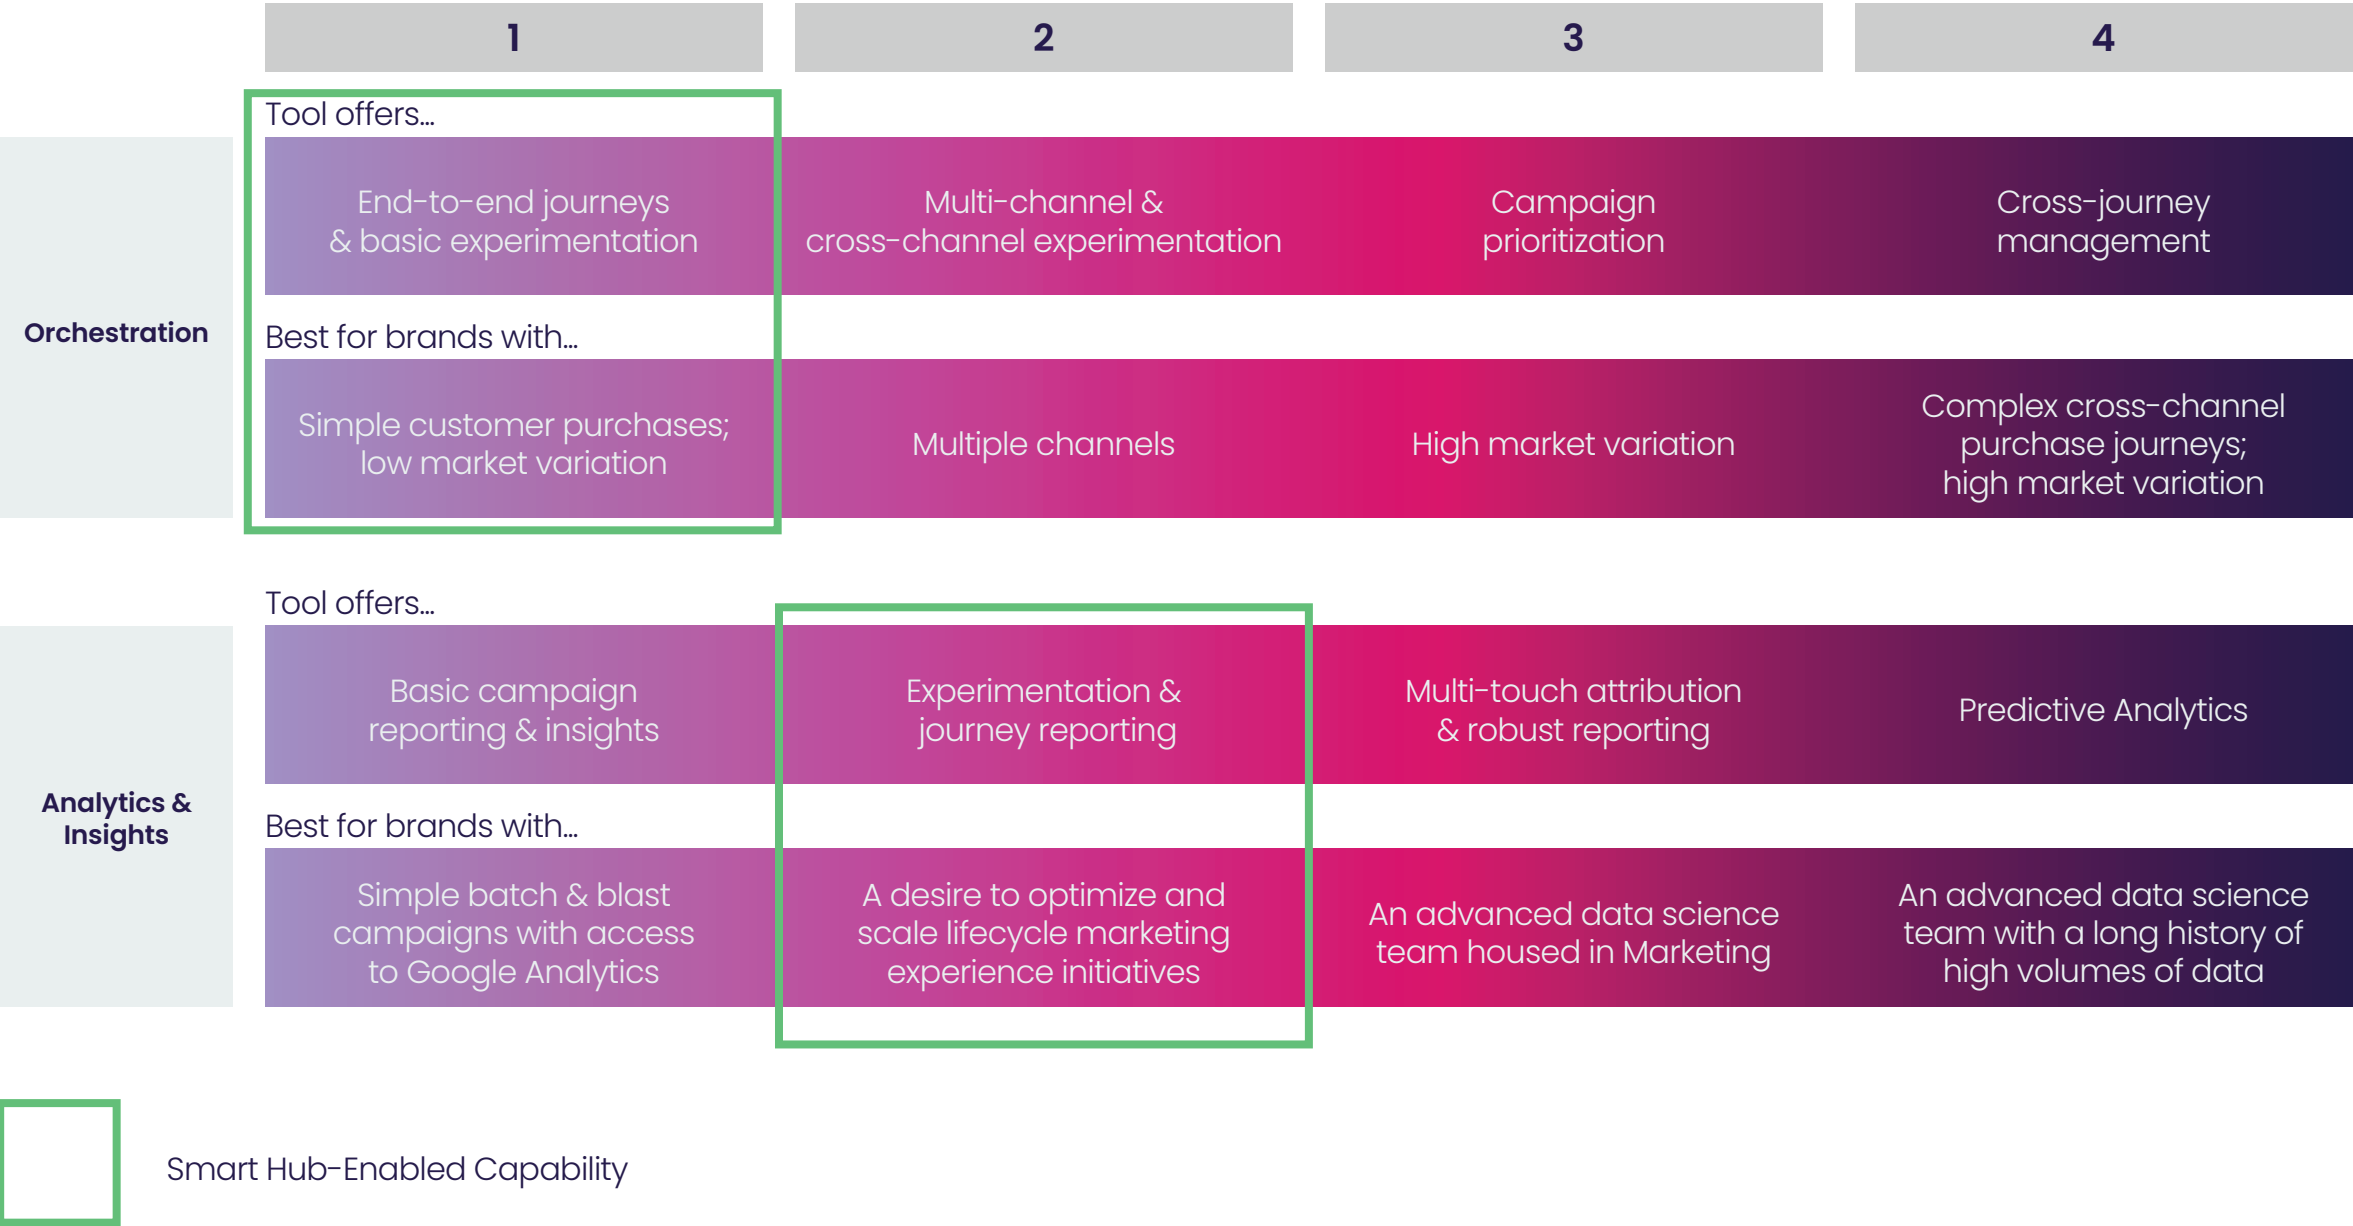 1
2
3
4
Orchestration
Tool offers...
End-to-end journeys
& basic experimentation
Multi-channel &
cross-channel experimentation
Campaign
prioritization
Cross-journey
management
Best for brands with...
Simple customer purchases;
low market variation
Multiple channels
High market variation
Complex cross-channel
purchase journeys;
high market variation
Analytics &
Insights
Tool offers...
Basic campaign
reporting & insights
Experimentation &
journey reporting
Multi-touch attribution
& robust reporting
Predictive Analytics
Best for brands with...
Simple batch & blast
campaigns with access
to Google Analytics
A desire to optimize and
scale lifecycle marketing
experience initiatives
An advanced data science
team housed in Marketing
An advanced data science
team with a long history of
high volumes of data
Smart Hub-Enabled Capability